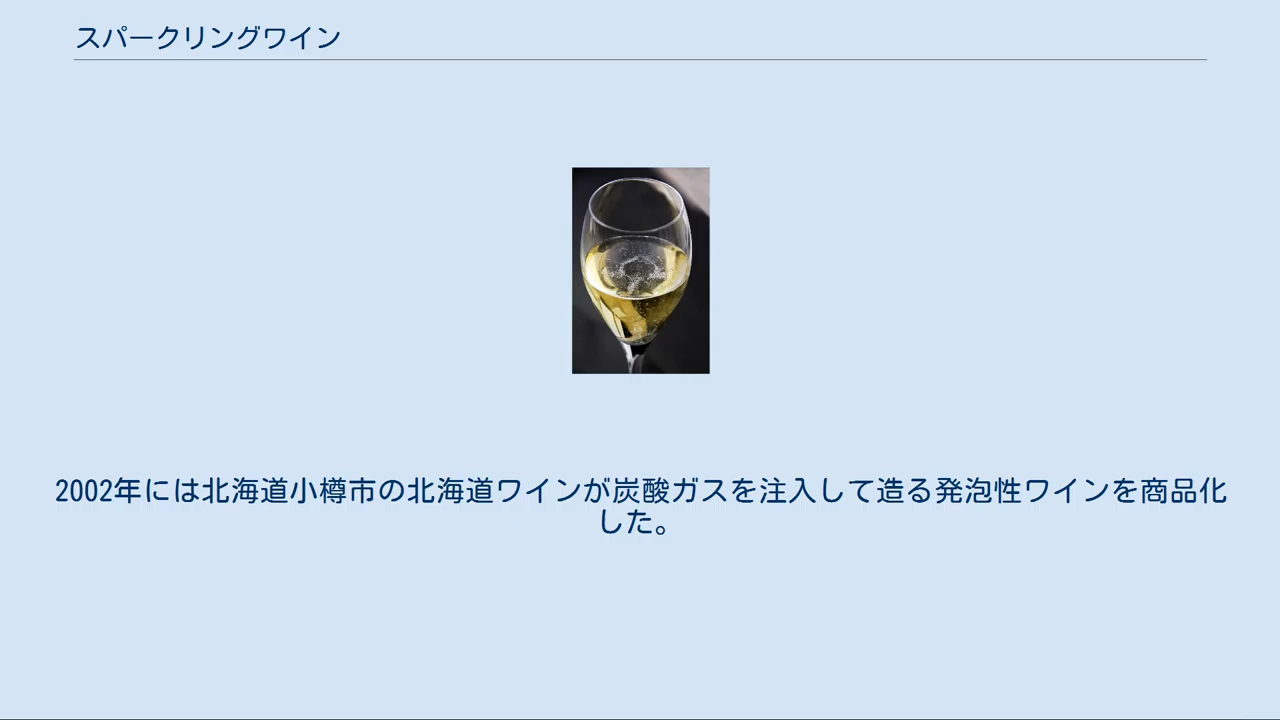 スパークリングワイン
2002年には北海道小樽市の北海道ワインが炭酸ガスを注入して造る発泡性ワインを商品化
した。